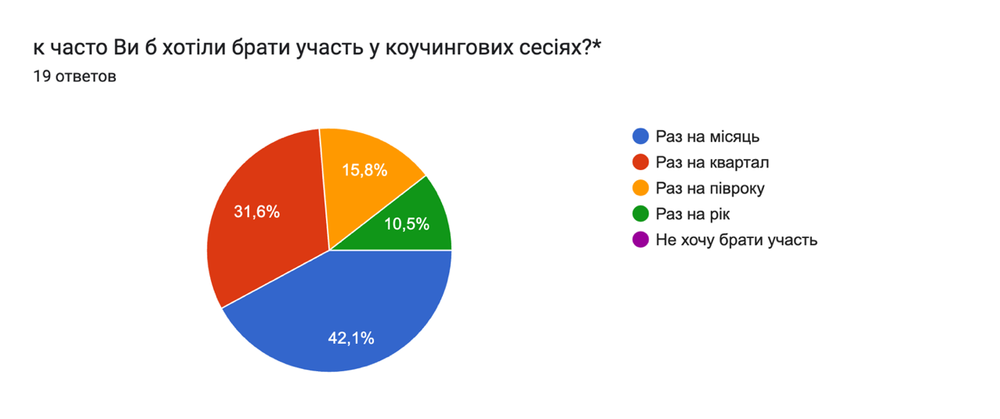 к часто Ви б хотіли брати участь у коучингових сесіях?*
19 ответов
15,8%
31,6%
10,5%
42,1%
Раз на місяць
Раз на квартал
Раз на півроку
Раз на рік
Не хочу брати участь